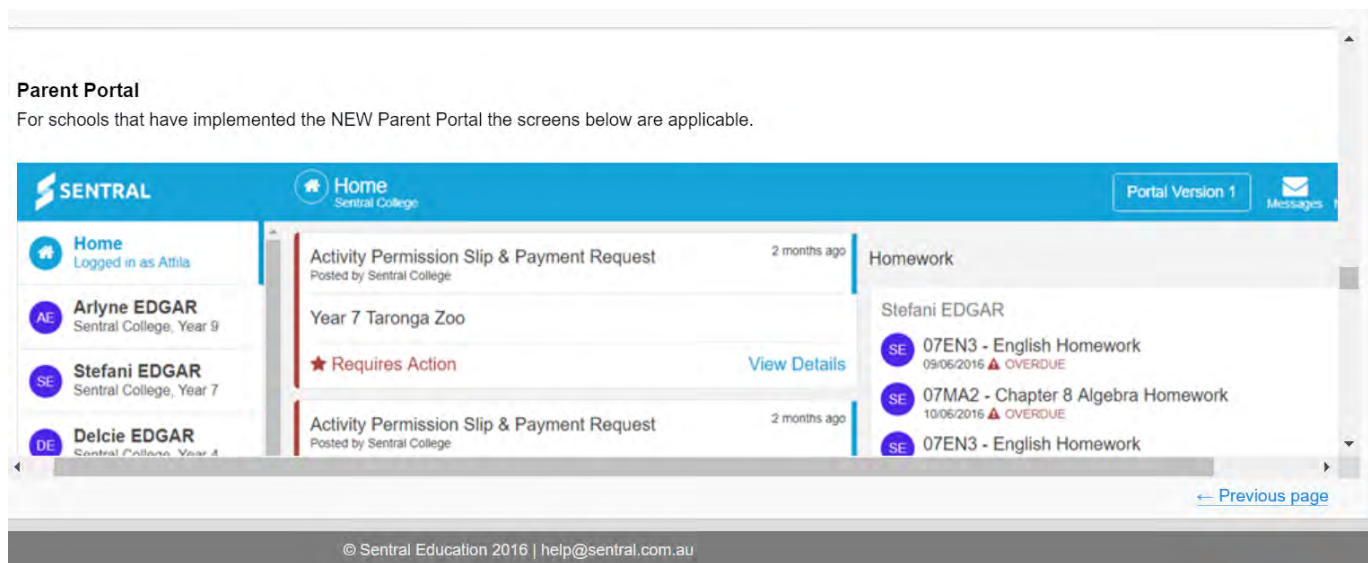 Parent Portal
For schools that have implemented the NEW Parent Portal the screens below are applicable.
SENTRAL
Home
Sentral College
Portal Version 1
Messages
Home
Logged in as Attila
AE
Arlyne EDGAR
Sentral College, Year 9
SE
Stefani EDGAR
Sentral College, Year 7
DE
Delcie EDGAR
Sentral College, Year 4
Activity Permission Slip & Payment Request
2 months ago
Posted by Sentral College
Year 7 Taronga Zoo
Requires Action
View Details
Activity Permission Slip & Payment Request
2 months ago
Posted by Sentral College
Homework
Stefani EDGAR
SE
07EN3 - English Homework
09/06/2016 OVERDUE
SE
07MA2 - Chapter 8 Algebra Homework
10/06/2016 OVERDUE
SE
07EN3 - English Homework
← Previous page
© Sentral Education 2016 | help@sentral.com.au